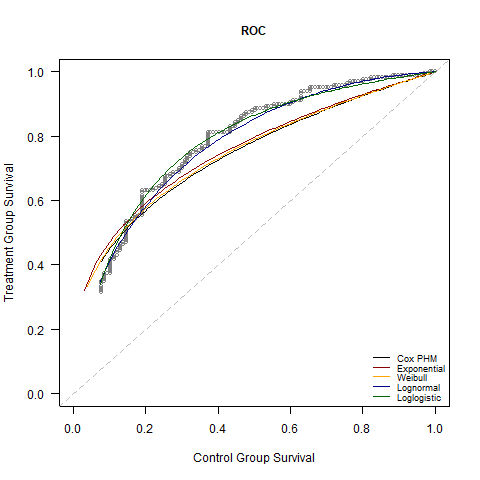 ROC
Treatment Group Survival
1.0
0.8
0.6
0.4
0.2
0.0
Cox PHM
Exponential
Weibull
Lognormal
Loglogistic
0.0 0.2 0.4 0.6 0.8 1.0
Control Group Survival